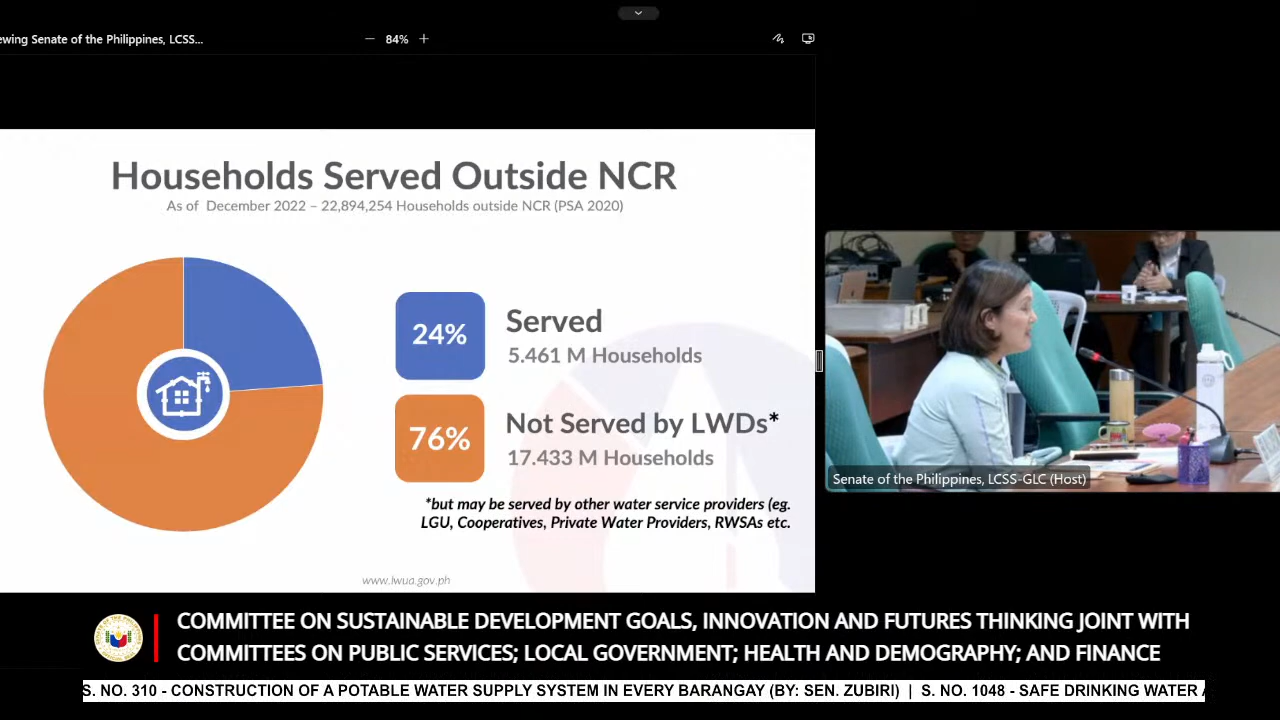 ewing Senate of the Philippines, LCSS...
84%
Households Served Outside NCR
As of December 2022 – 22,894,254 Households outside NCR (PSA 2020)
24%
Served
5.461 M Households
76%
Not Served by LWDs*
17.433 M Households
*but may be served by other water service providers (eg.
LGU, Cooperatives, Private Water Providers, RWSAs etc.
www.lwua.gov.ph
Senate of the Philippines, LCSS-GLC (Host)
COMMITTEE ON SUSTAINABLE DEVELOPMENT GOALS, INNOVATION AND FUTURES THINKING JOINT WITH
COMMITTEES ON PUBLIC SERVICES; LOCAL GOVERNMENT; HEALTH AND DEMOGRAPHY; AND FINANCE
S. NO. 310 - CONSTRUCTION OF A POTABLE WATER SUPPLY SYSTEM IN EVERY BARANGAY (BY: SEN. ZUBIRI) | S. NO. 1048 - SAFE DRINKING WATER